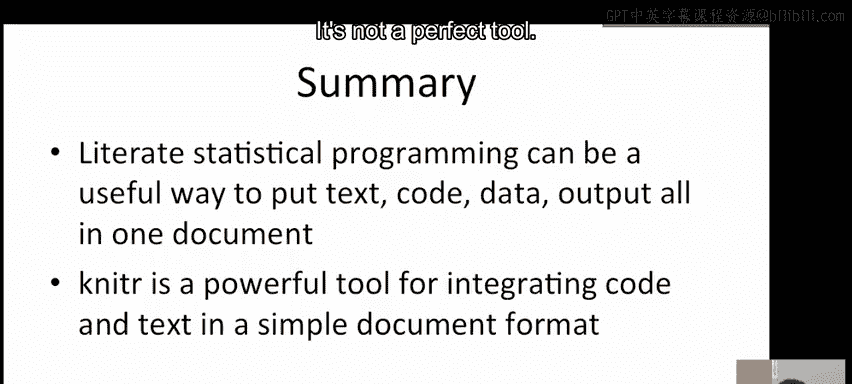 GPT中英字幕课程资源@bilibili.com
It's not a perfect tool.
Summary
• Literate statistical programming can be a
useful way to put text, code, data, output all
in one document
• knitr is a powerful tool for integrating code
and text in a simple document format